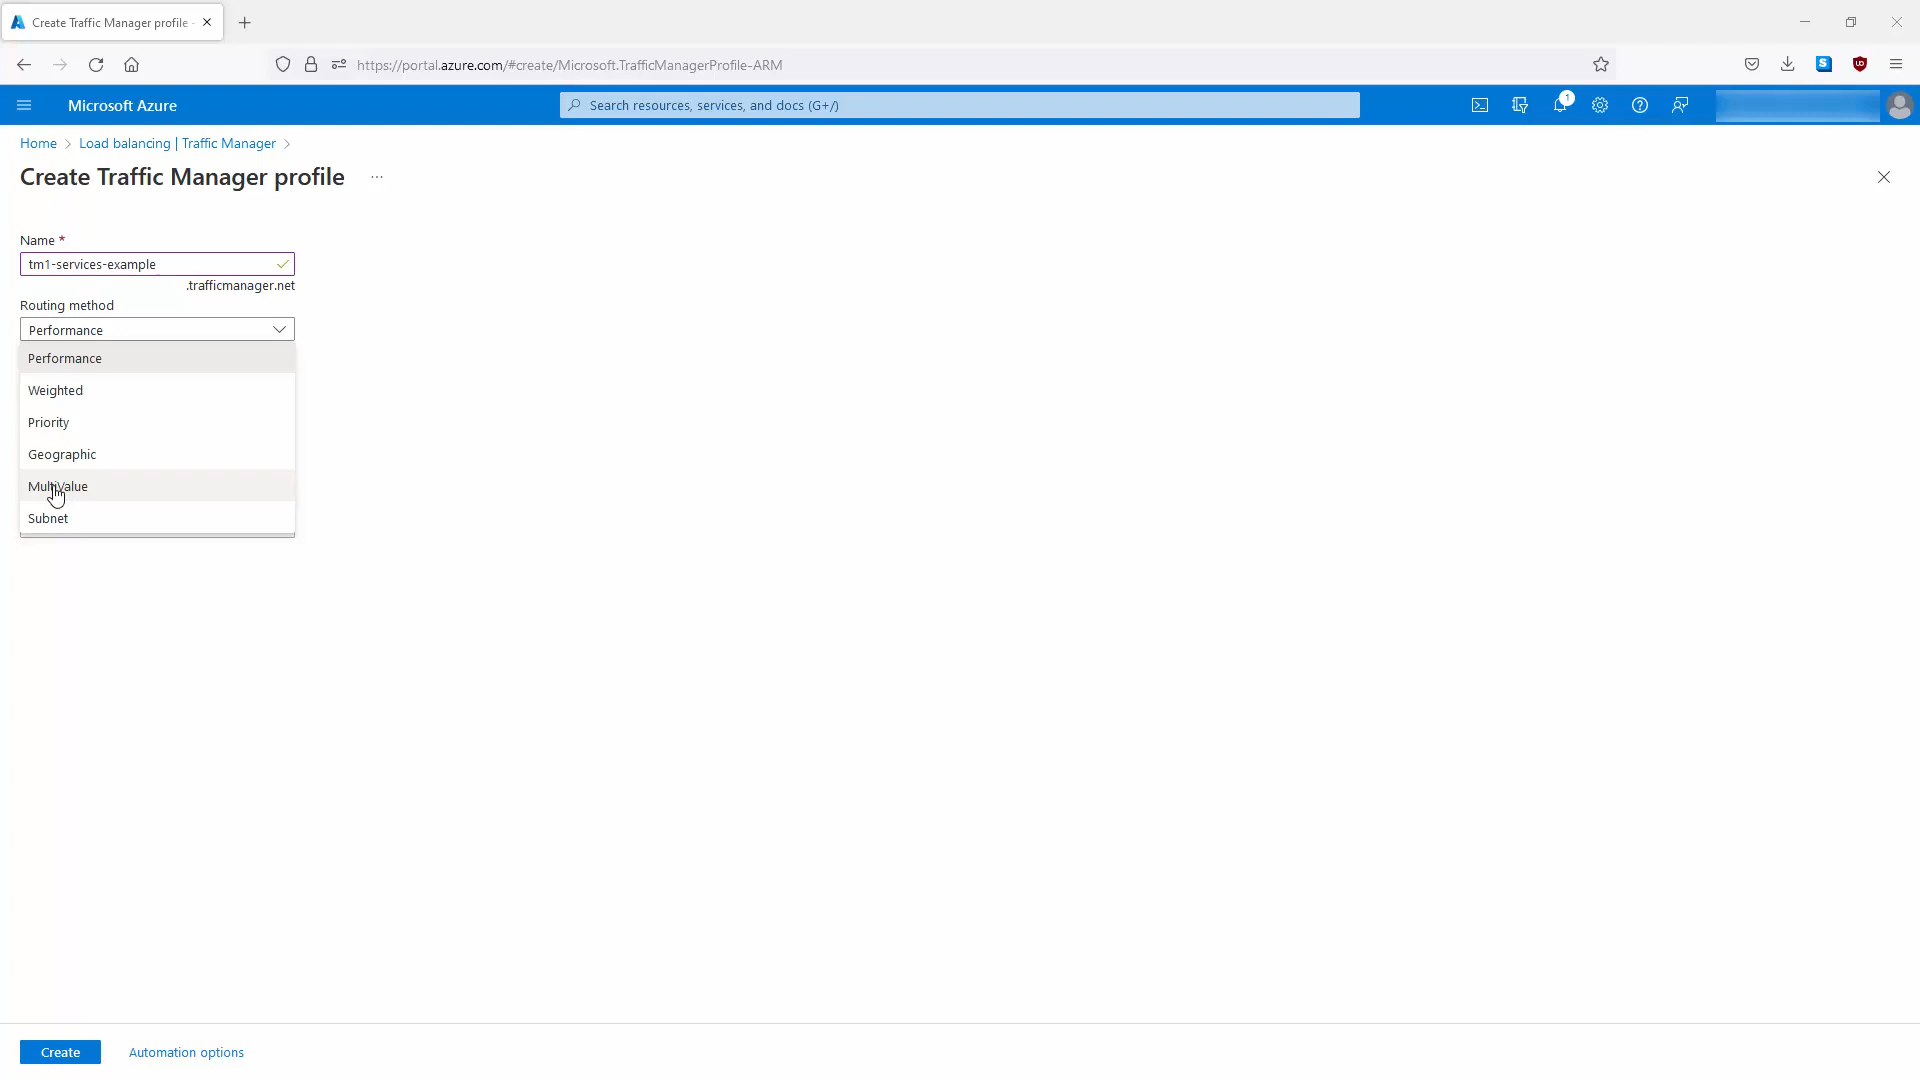 Create Traffic Manager profile -
https://portal.azure.com/#create/Microsoft.TrafficManagerProfile-ARM
S
Microsoft Azure
Search resources, services, and docs (G+/)
1
Home > Load balancing | Traffic Manager >
Create Traffic Manager profile ...
Name *
tm1-services-example
.trafficmanager.net
Routing method
Performance
Performance
Weighted
Priority
Geographic
MultiValue
Subnet
Create Automation options